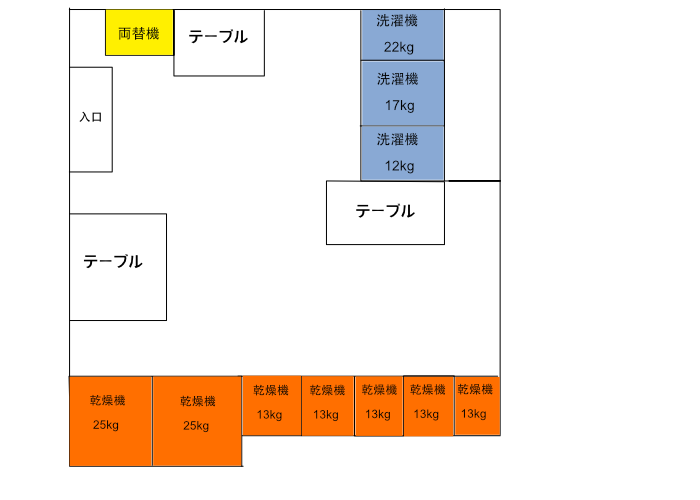 両替機
テーブル
洗濯機
22kg
洗濯機
17kg
洗濯機
12kg
入口
テーブル
テーブル
乾燥機
25kg
乾燥機
25kg
乾燥機
13kg
乾燥機
13kg
乾燥機
13kg
乾燥機
13kg
乾燥機
13kg